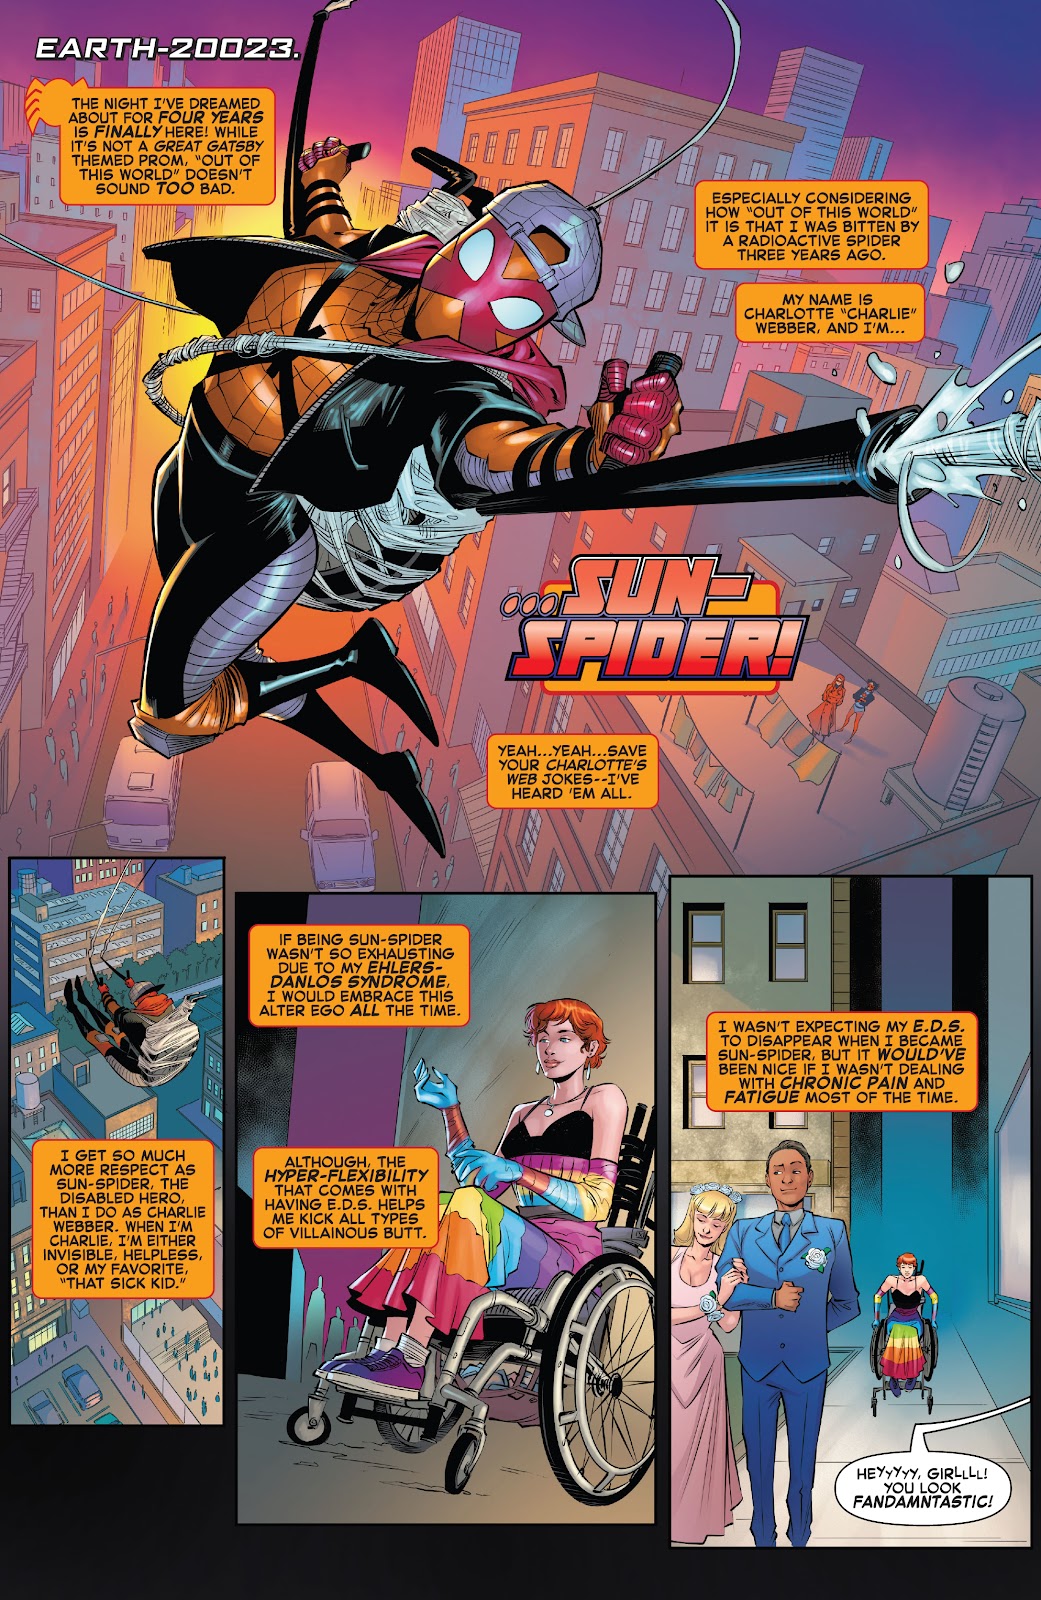 EARTH-20023.
THE NIGHT I'VE DREAMED
ABOUT FOR FOUR YEARS
IS FINALLY HERE! WHILE
IT'S NOT A GREAT GATSBY
THEMED PROM, "OUT OF
THIS WORLD" DOESN'T
SOUND TOO BAD.
ESPECIALLY CONSIDERING
HOW "OUT OF THIS WORLD"
IT IS THAT I WAS BITTEN BY
A RADIOACTIVE SPIDER
THREE YEARS AGO.
MY NAME IS
CHARLOTTE "CHARLIE"
WEBBER, AND I'M...
...SUN-
SPIDER!
YEAH...YEAH...SAVE
YOUR CHARLOTTE'S
WEB JOKES--I'VE
HEARD 'EM ALL.
I GET SO MUCH
MORE RESPECT AS
SUN-SPIDER, THE
DISABLED HERO,
THAN I DO AS CHARLIE
WEBBER. WHEN I'M
CHARLIE, I'M EITHER
INVISIBLE, HELPLESS,
OR MY FAVORITE,
"THAT SICK KID."
IF BEING SUN-SPIDER
WASN'T SO EXHAUSTING
DUE TO MY EHLERS-
DANLOS SYNDROME,
I WOULD EMBRACE THIS
ALTER EGO ALL THE TIME.
ALTHOUGH, THE
HYPER-FLEXIBILITY
THAT COMES WITH
HAVING E.D.S. HELPS
ME KICK ALL TYPES
OF VILLAINOUS BUTT.
I WASN'T EXPECTING MY E.D.S.
TO DISAPPEAR WHEN I BECAME
SUN-SPIDER, BUT IT WOULD'VE
BEEN NICE IF I WASN'T DEALING
WITH CHRONIC PAIN AND
FATIGUE MOST OF THE TIME.
HEYYYYY, GIRLLLL!
YOU LOOK
FANDAMNTASTIC!